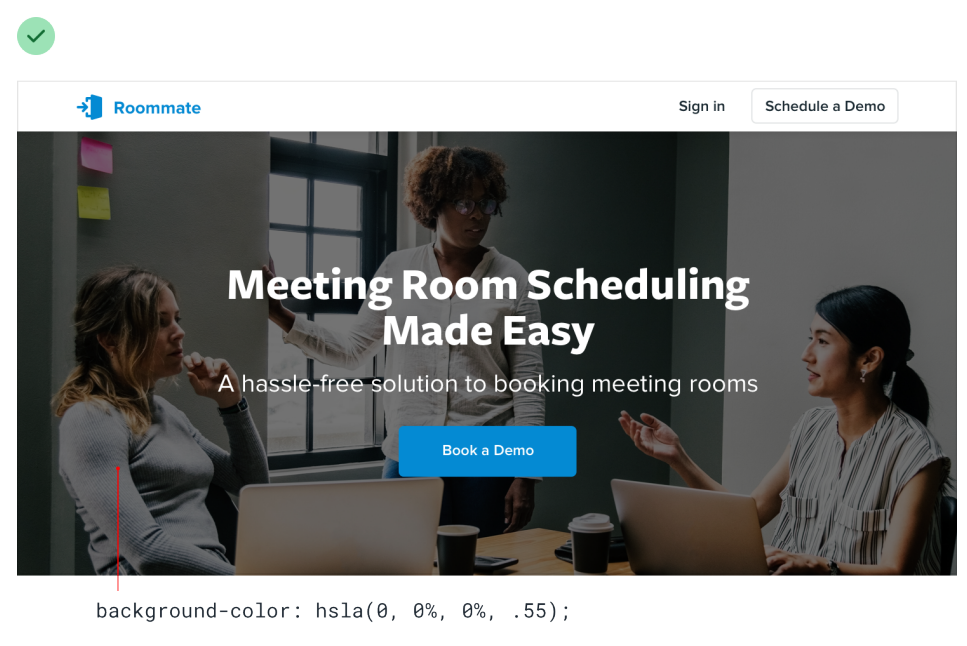 Roommate
Sign in
Schedule a Demo
Meeting Room Scheduling
Made Easy
A hassle-free solution to booking meeting rooms
Book a Demo
background-color: hsla(0, 0%, 0%, .55);